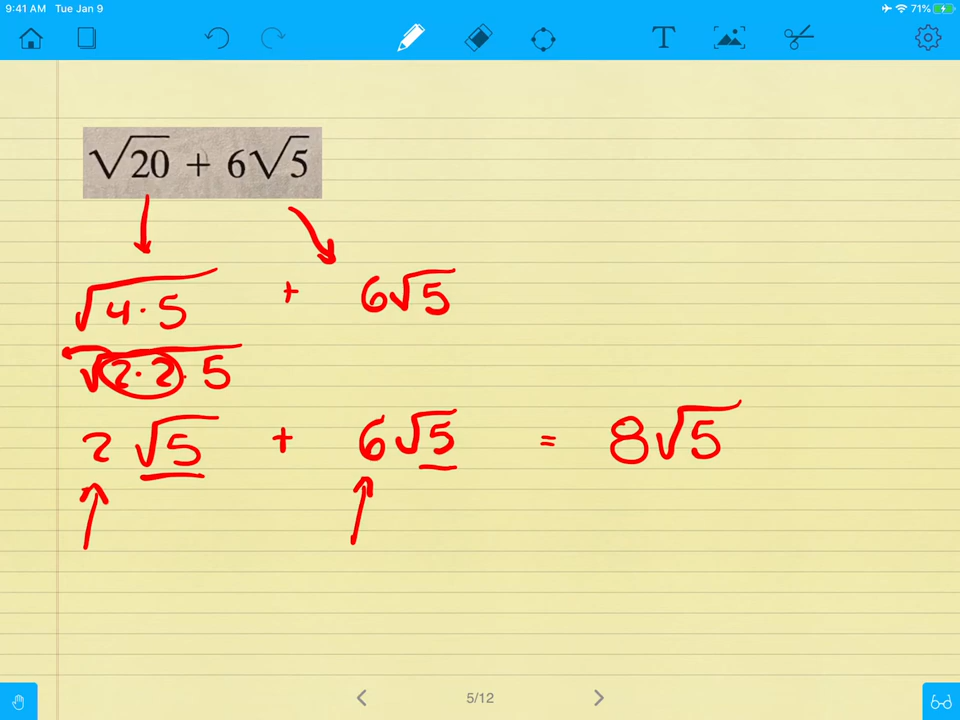 9:41 AM Tue Jan 9 71%
T
√20 + 6√5
√4·5 + 6√5
√2·2·5
2√5 + 6√5 = 8√5
5/12